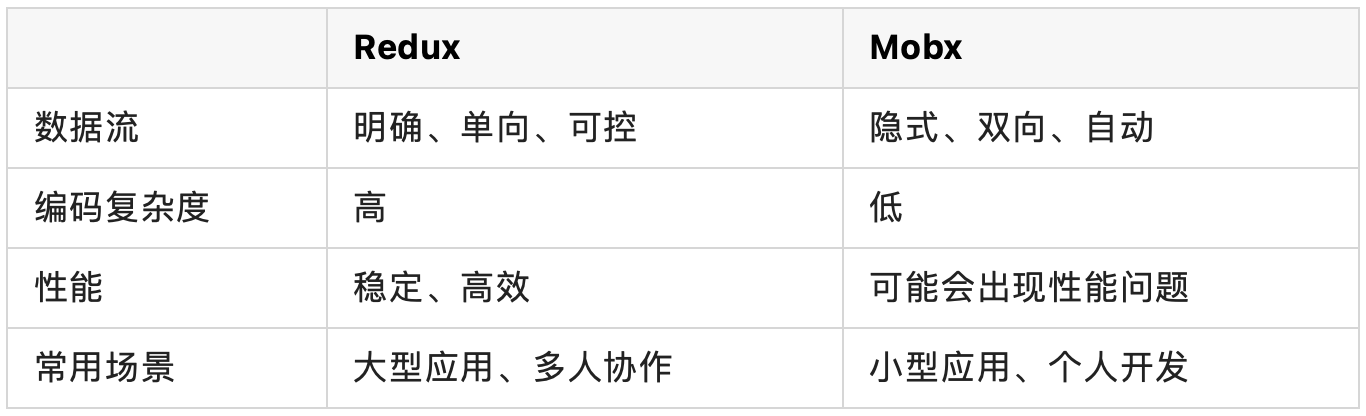 Redux Mobx
数据流 明确、单向、可控 隐式、双向、自动
编码复杂度 高 低
性能 稳定、高效 可能会出现性能问题
常用场景 大型应用、多人协作 小型应用、个人开发